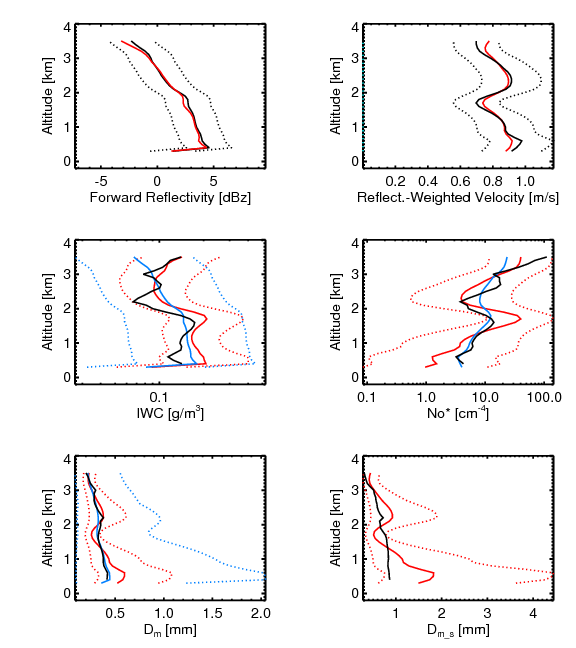 4
3
2
1
0
Altitude [km]
-5 0 5
Forward Reflectivity [dBz]
4
3
2
1
0
Altitude [km]
0.2 0.4 0.6 0.8 1.0
Reflect.-Weighted Velocity [m/s]
4
3
2
1
0
Altitude [km]
0.1
IWC [g/m³]
4
3
2
1
0
Altitude [km]
0.1 1.0 10.0 100.0
No* [cm⁻⁴]
4
3
2
1
0
Altitude [km]
0.5 1.0 1.5 2.0
Dₘ [mm]
4
3
2
1
0
Altitude [km]
1 2 3 4
D_m_s [mm]